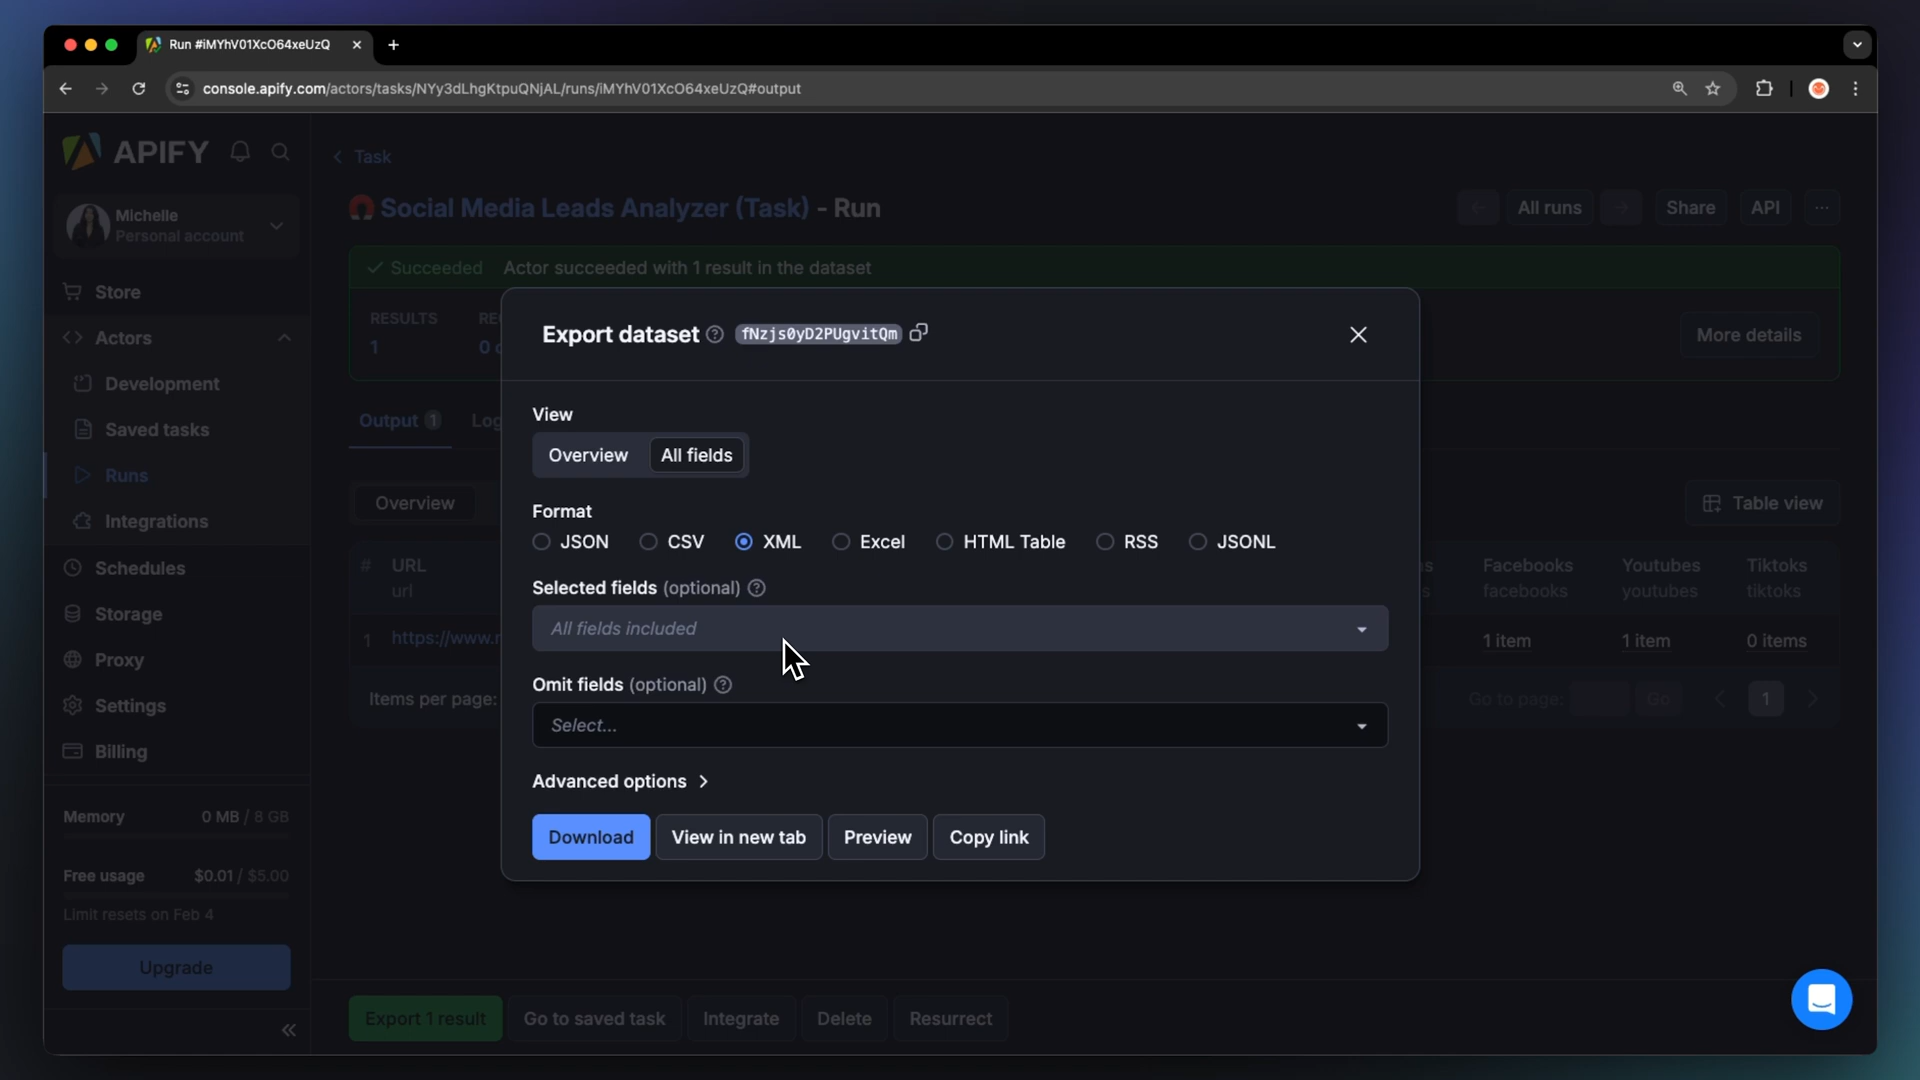 Run #iMYhV01XcO64xeUzQ
console.apify.com/actors/tasks/NYy3dLhgKtpuQNjAL/runs/iMYhV01XcO64xeUzQ#output
APIFY
Task
Michelle
Personal account
Social Media Leads Analyzer (Task) - Run
All runs
Share
API
...
Succeeded Actor succeeded with 1 result in the dataset
Store
RESULTS
1
0
More details
Actors
Development
Saved tasks
Runs
Integrations
Schedules
Storage
Proxy
Settings
Billing
Output 1
Overview
Table view
# URL
url
Facebooks
facebooks
Youtubes
youtubes
Tiktoks
tiktoks
1 https://www.
1 item
1 item
0 items
Items per page:
Go to page:
Go
1
Export dataset fNzjs0yD2PUgvitQm
View
Overview All fields
Format
JSON CSV XML Excel HTML Table RSS JSONL
Selected fields (optional)
All fields included
Omit fields (optional)
Select...
Advanced options
Download View in new tab Preview Copy link
Memory 0 MB / 8 GB
Free usage $0.01 / $5.00
Limit resets on Feb 4
Upgrade
Export 1 result Go to saved task Integrate Delete Resurrect